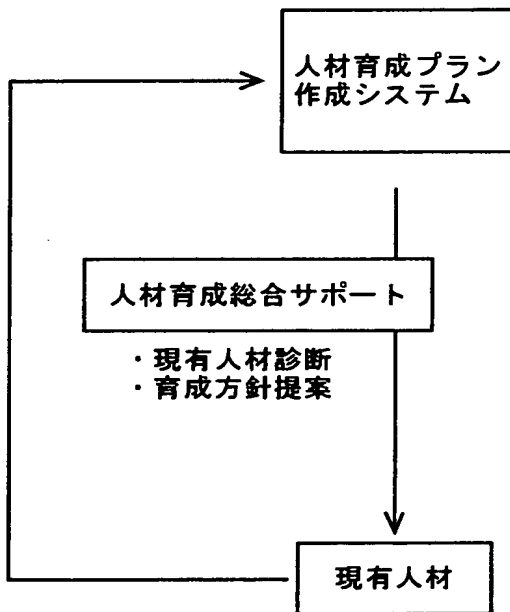 人材育成プラン
作成システム
人材育成総合サポート
・現有人材診断
・育成方針提案
現有人材